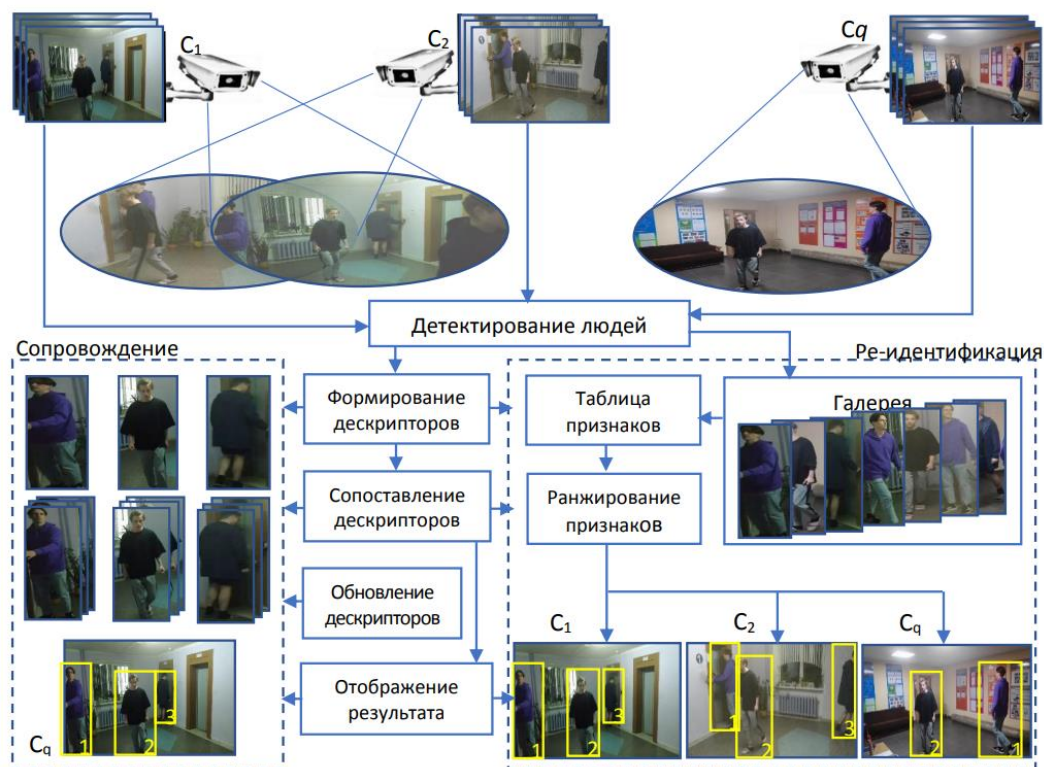 C1
C2
Cq
Детектирование людей
Сопровождение
Ре-идентификация
Формирование
дескрипторов
Таблица
признаков
Галерея
Сопоставление
дескрипторов
Ранжирование
признаков
Обновление
дескрипторов
C1
C2
Cq
Отображение
результата
Cq
1
2
3
1
2
3
1
2
3
2
1